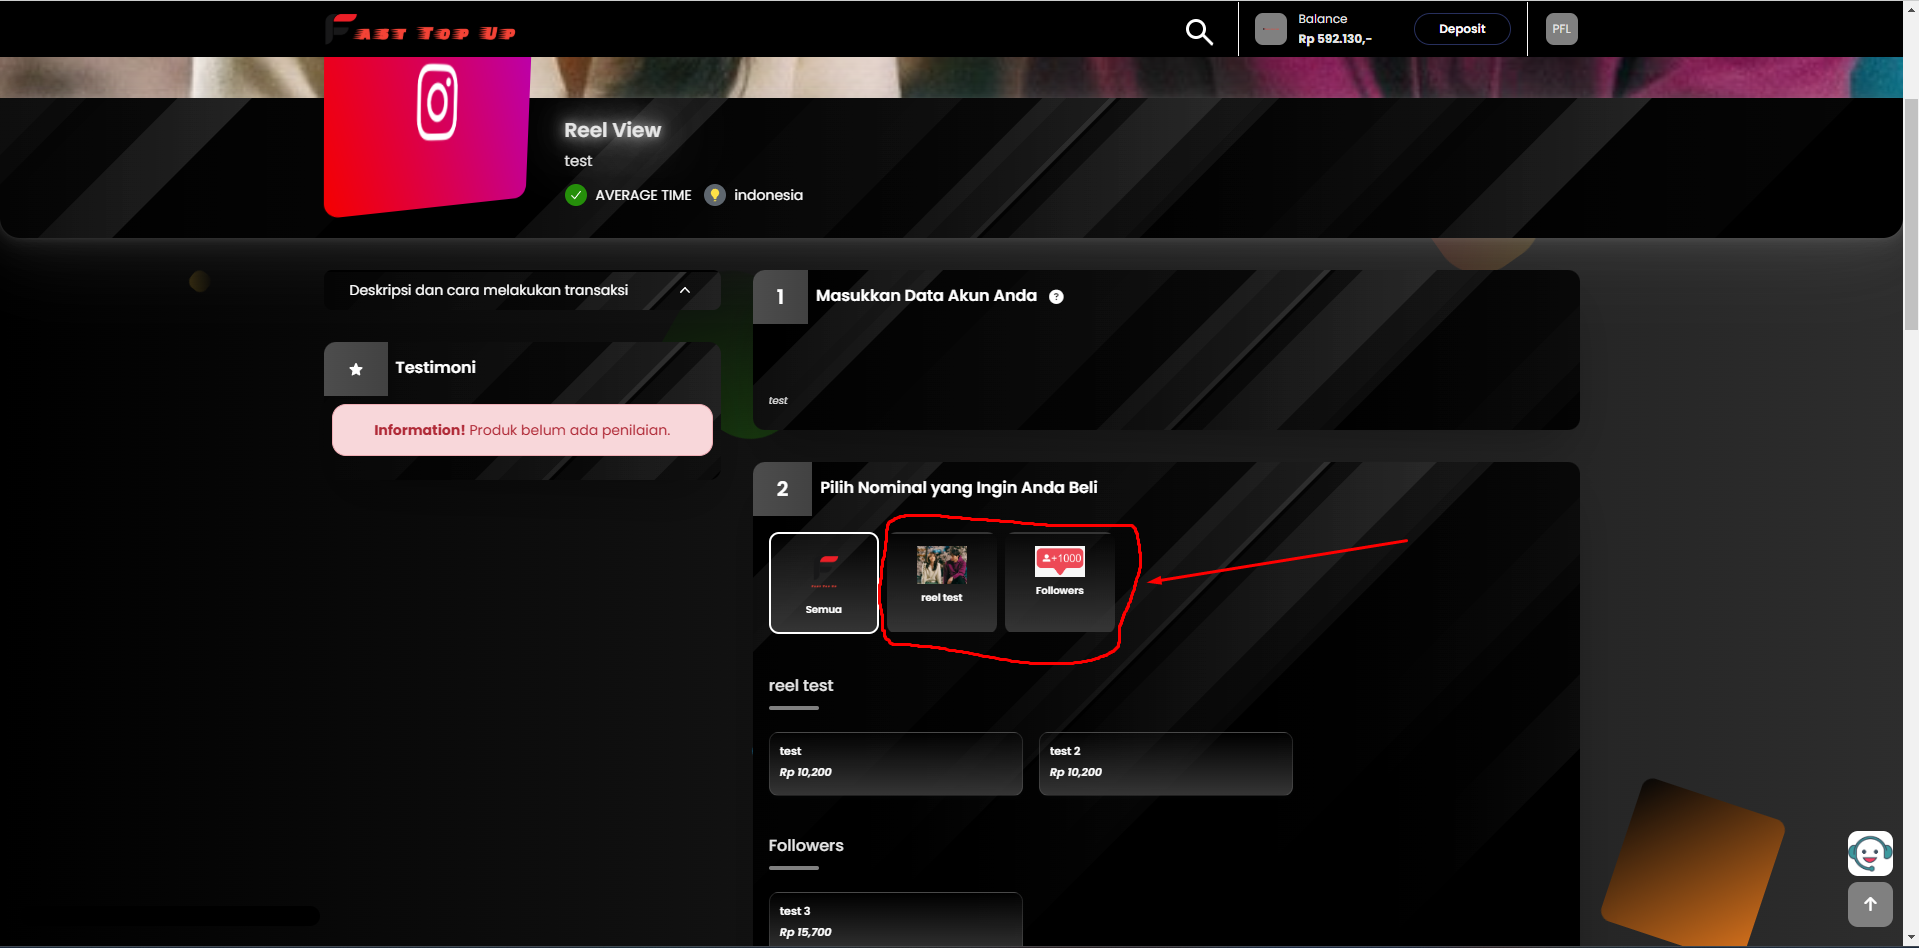 Fast Top Up
Balance
Rp 592.130,-
Deposit
PFL
Reel View
test
AVERAGE TIME
indonesia
Deskripsi dan cara melakukan transaksi
Testimoni
Information! Produk belum ada penilaian.
1
Masukkan Data Akun Anda
?
test
2
Pilih Nominal yang Ingin Anda Beli
Semua
reel test
+1000
Followers
reel test
test
Rp 10,200
test 2
Rp 10,200
Followers
test 3
Rp 15,700